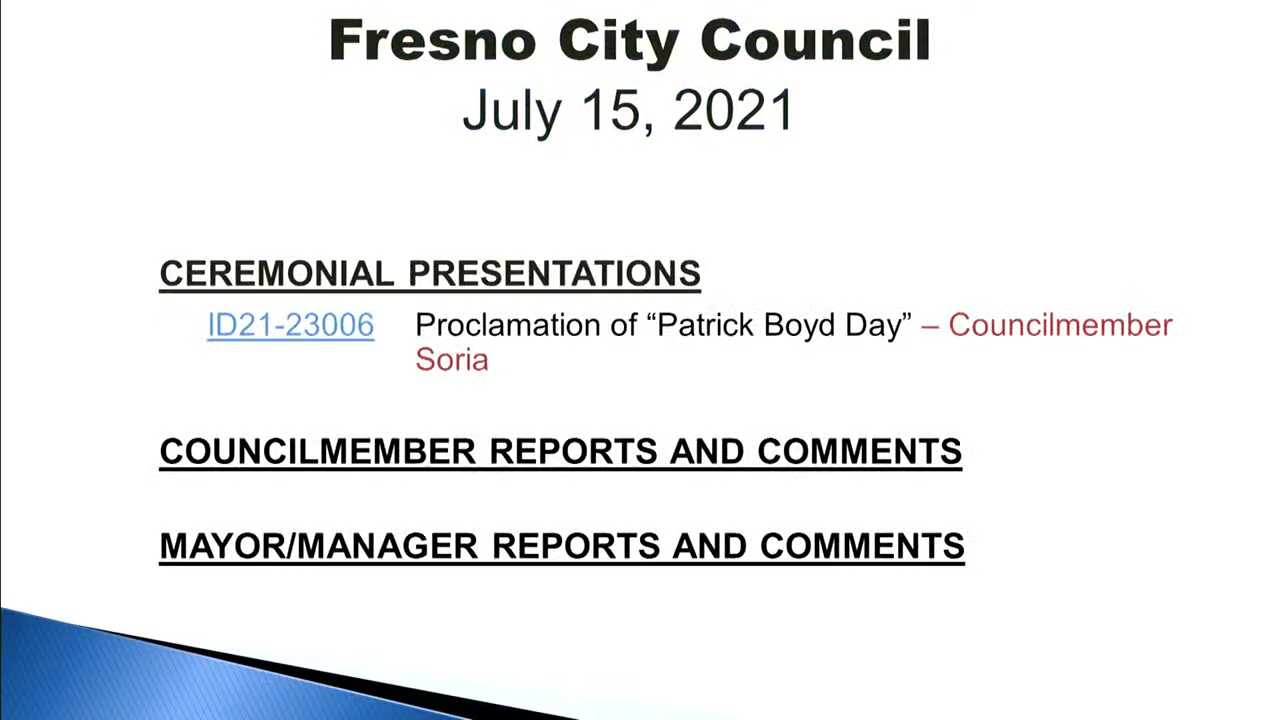 Fresno City Council
July 15, 2021
CEREMONIAL PRESENTATIONS
ID21-23006 Proclamation of “Patrick Boyd Day” – Councilmember
Soria
COUNCILMEMBER REPORTS AND COMMENTS
MAYOR/MANAGER REPORTS AND COMMENTS